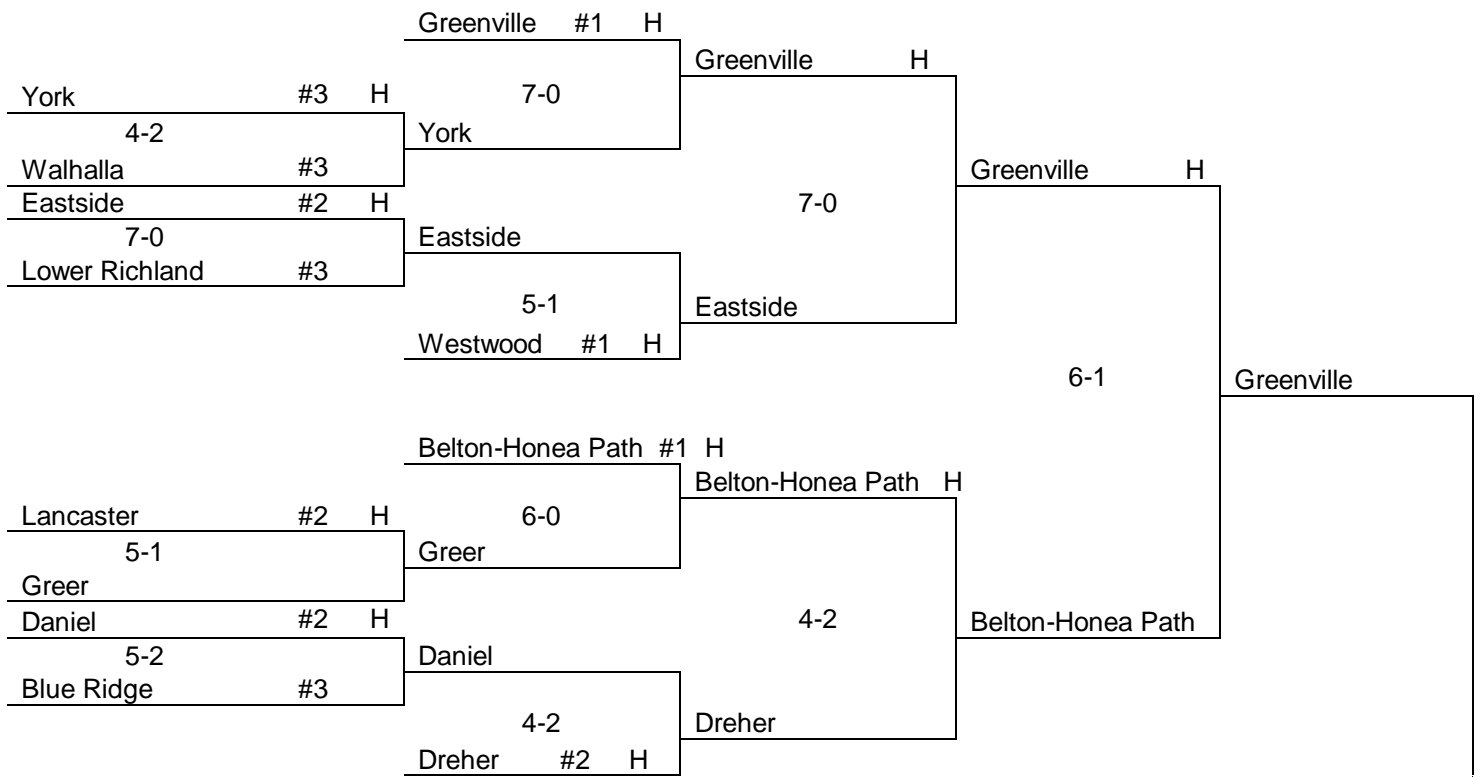 Greenville #1 H
Greenville H
York #3 H
7-0
4-2
York
Walhalla #3
Greenville H
Eastside #2 H
7-0
7-0
Eastside
Lower Richland #3
5-1
Eastside
Westwood #1 H
6-1
Greenville
Belton-Honea Path #1 H
Belton-Honea Path H
Lancaster #2 H
6-0
5-1
Greer
Greer
Daniel #2 H
4-2
Belton-Honea Path
5-2
Daniel
Blue Ridge #3
4-2
Dreher
Dreher #2 H